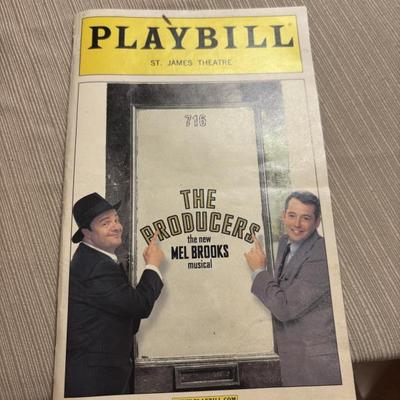 PLAYBILL
ST. JAMES THEATRE
716
THE
PRODUCERS
the new
MEL BROOKS
musical